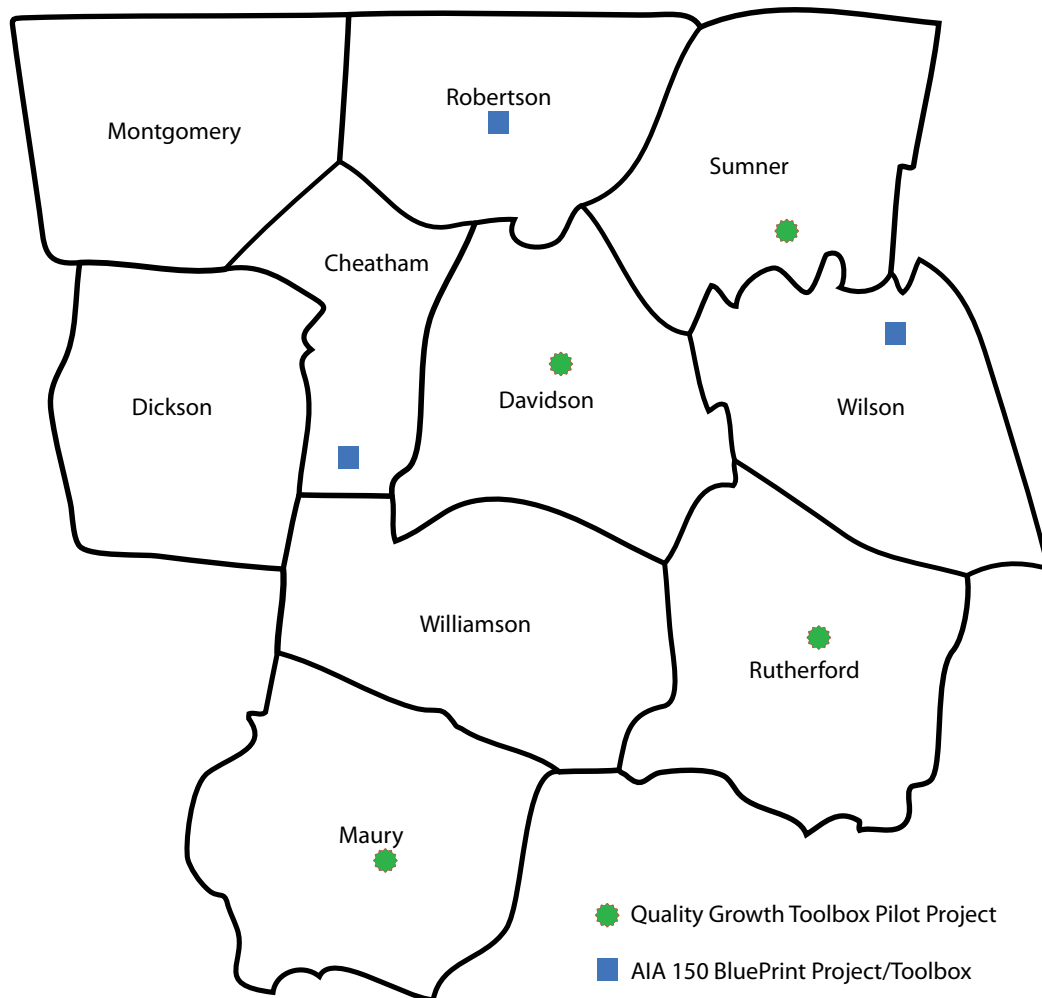 Robertson
Montgomery
Sumner
Cheatham
Davidson
Dickson
Wilson
Williamson
Rutherford
Maury
Quality Growth Toolbox Pilot Project
AIA 150 BluePrint Project/Toolbox